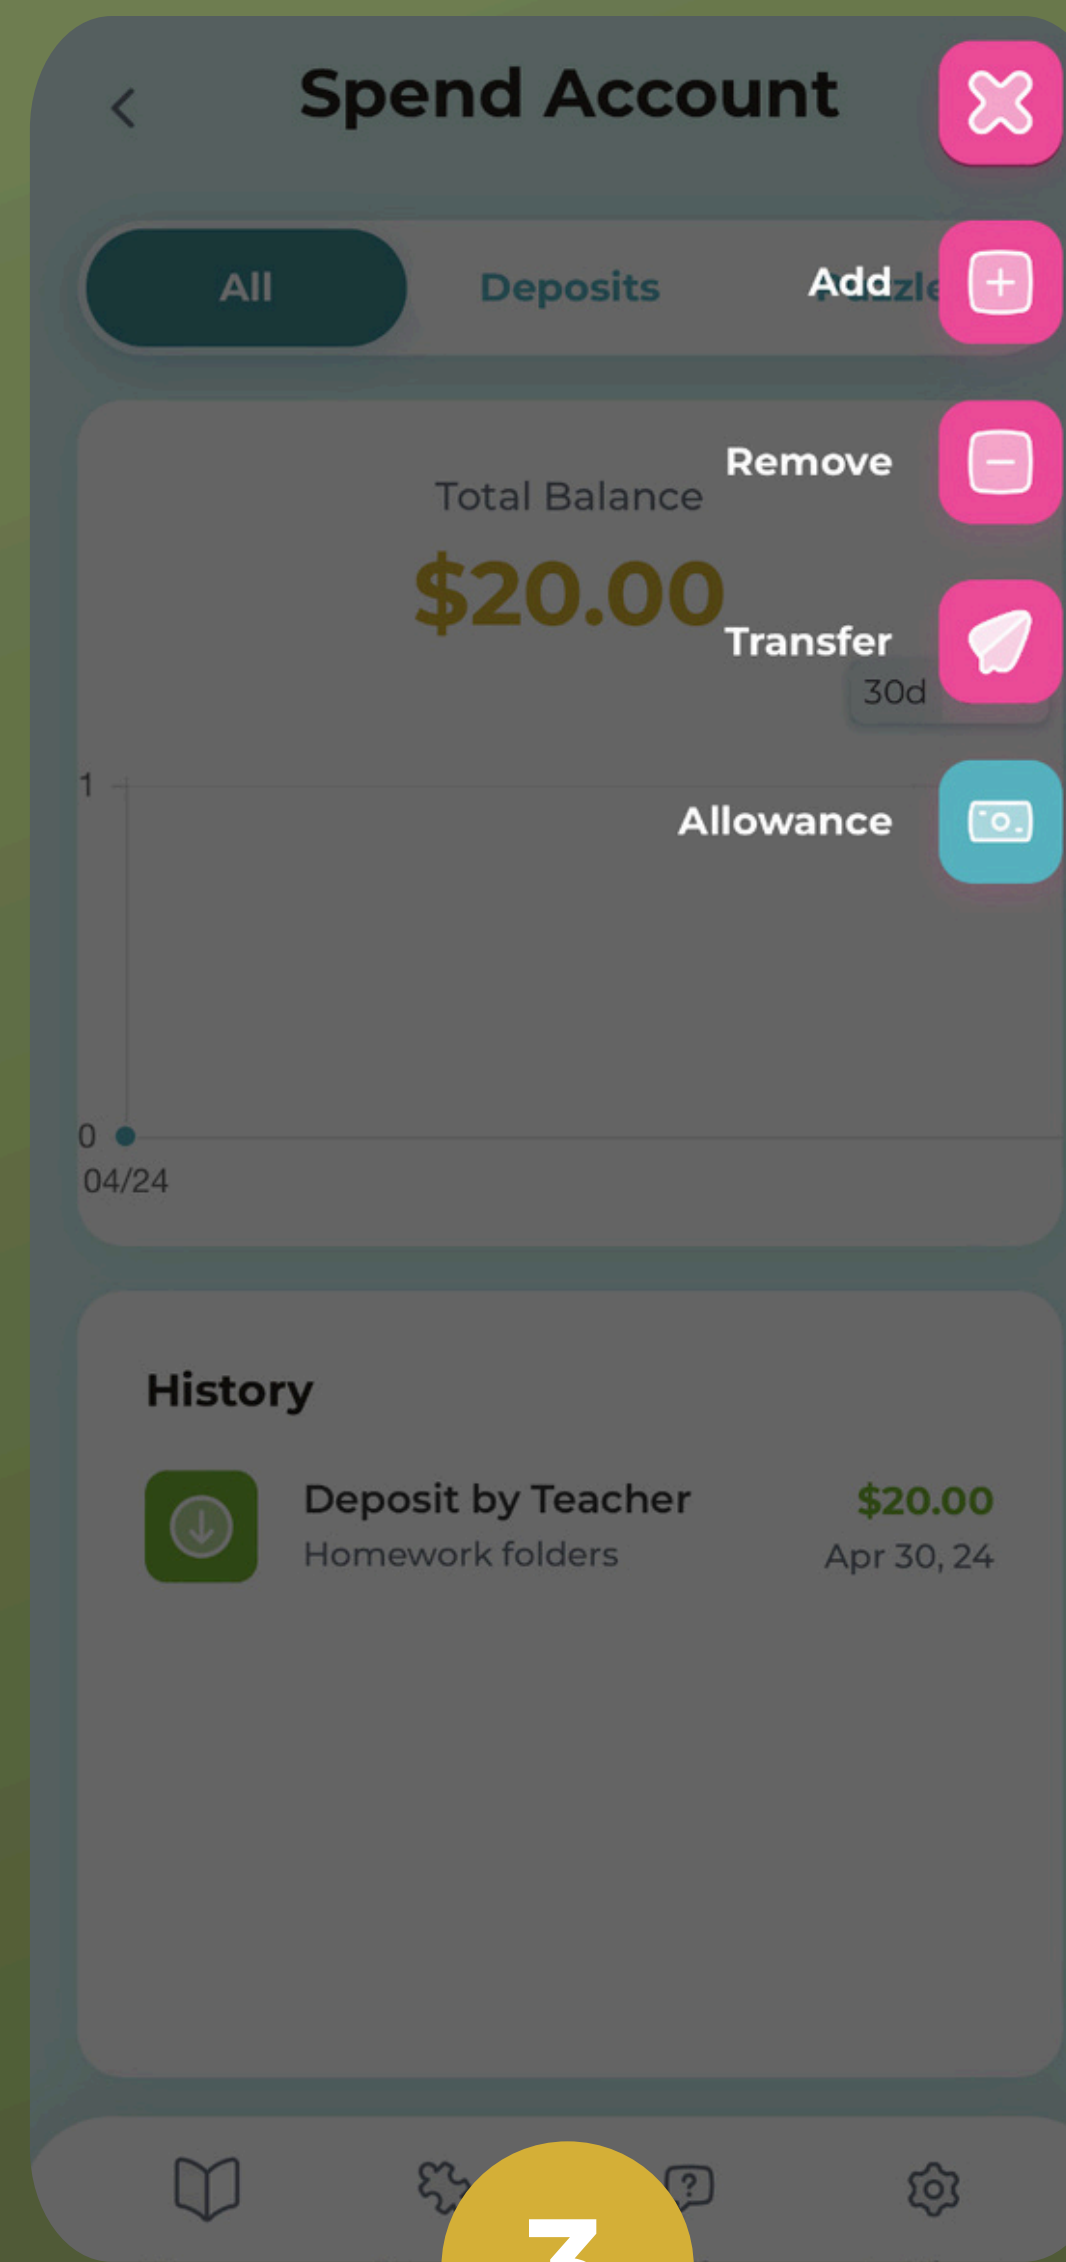 Spend Account
All
Deposits
Add
Remove
Total Balance
$20.00
Transfer
30d
1
Allowance
0
04/24
History
Deposit by Teacher
$20.00
Homework folders
Apr 30, 24
?
3